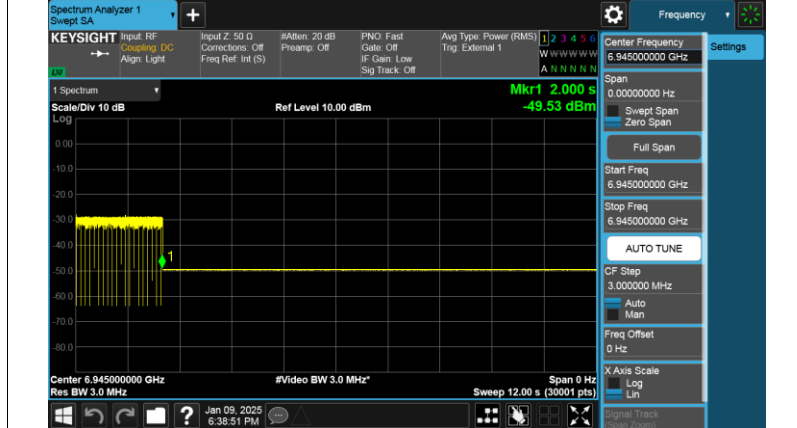 Spectrum Analyzer 1
Swept SA
Frequency
KEYSIGHT
Input: RF
Coupling: DC
Align: Light
Input Z: 50 Ω
Corrections: Off
Freq Ref: Int (S)
#Atten: 20 dB
Preamp: Off
PNO: Fast
Gate: Off
IF Gain: Low
Sig Track: Off
Avg Type: Power (RMS)
Trig: External 1
1 2 3 4 5 6
W W W W W W
A N N N N N
1 Spectrum
Scale/Div 10 dB
Ref Level 10.00 dBm
Mkr1 2.000 s
-49.53 dBm
Log
0.00
-10.0
-20.0
-30.0
-40.0
-50.0
-60.0
-70.0
-80.0
1
Center 6.945000000 GHz
#Video BW 3.0 MHz*
Span 0 Hz
Res BW 3.0 MHz
Sweep 12.00 s (30001 pts)
?
Jan 09, 2025
6:38:51 PM
Center Frequency
6.945000000 GHz
Settings
Span
0.00000000 Hz
Swept Span
Zero Span
Full Span
Start Freq
6.945000000 GHz
Stop Freq
6.945000000 GHz
AUTO TUNE
CF Step
3.000000 MHz
Auto
Man
Freq Offset
0 Hz
X Axis Scale
Log
Lin
Signal Track
(Span Zoom)